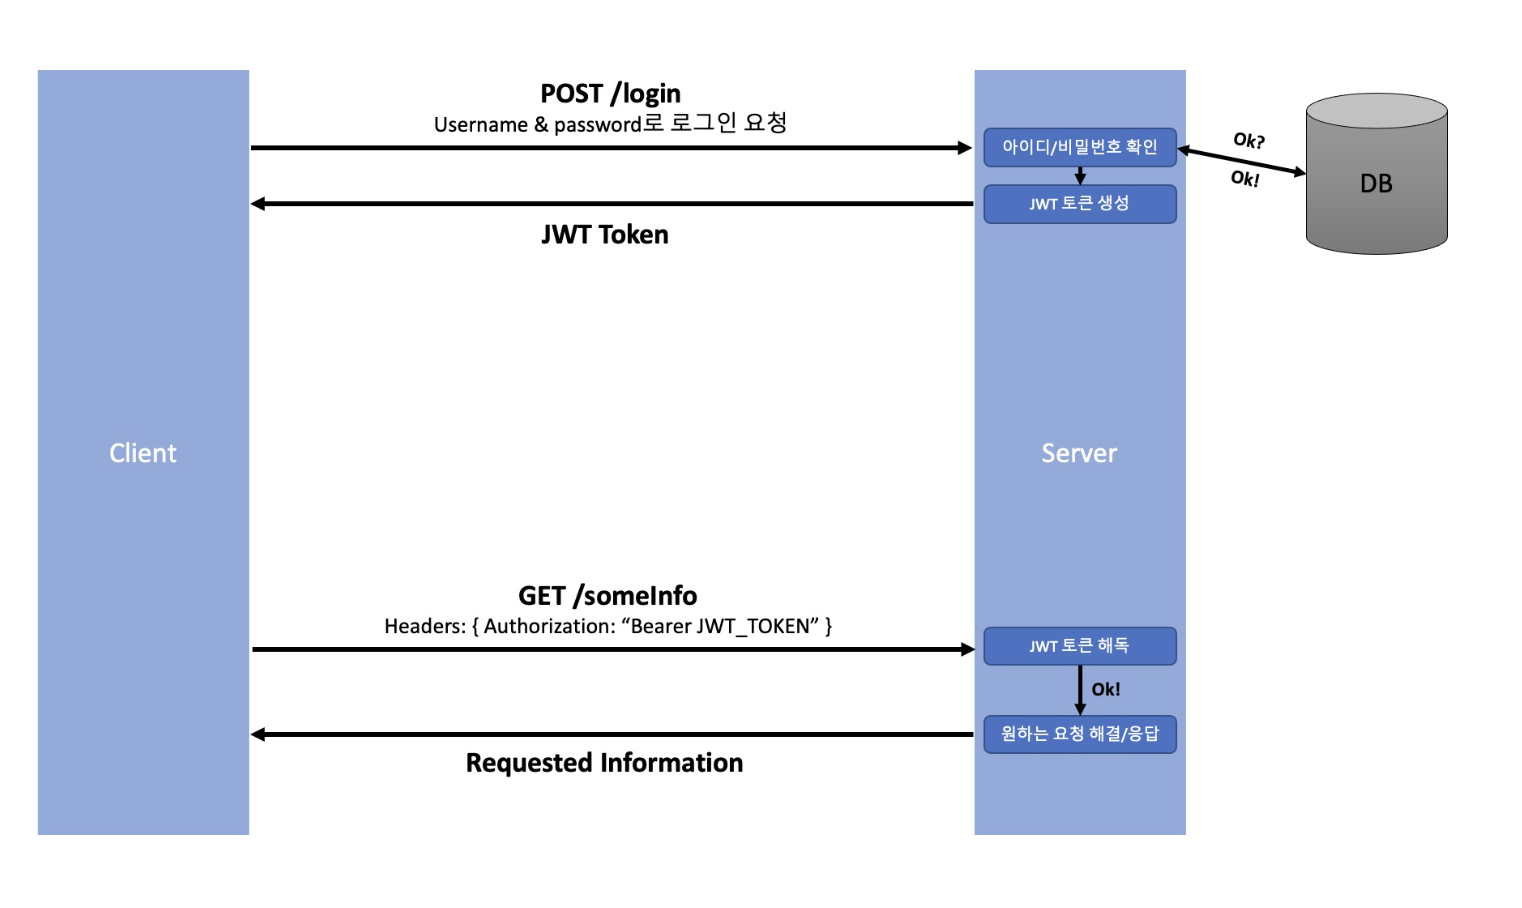 POST /login
Username & password로 로그인 요청
아이디/비밀번호 확인
Ok?
Ok!
DB
JWT 토큰 생성
JWT Token
Client
Server
GET /someInfo
Headers: { Authorization: “Bearer JWT_TOKEN” }
JWT 토큰 해독
Ok!
원하는 요청 해결/응답
Requested Information